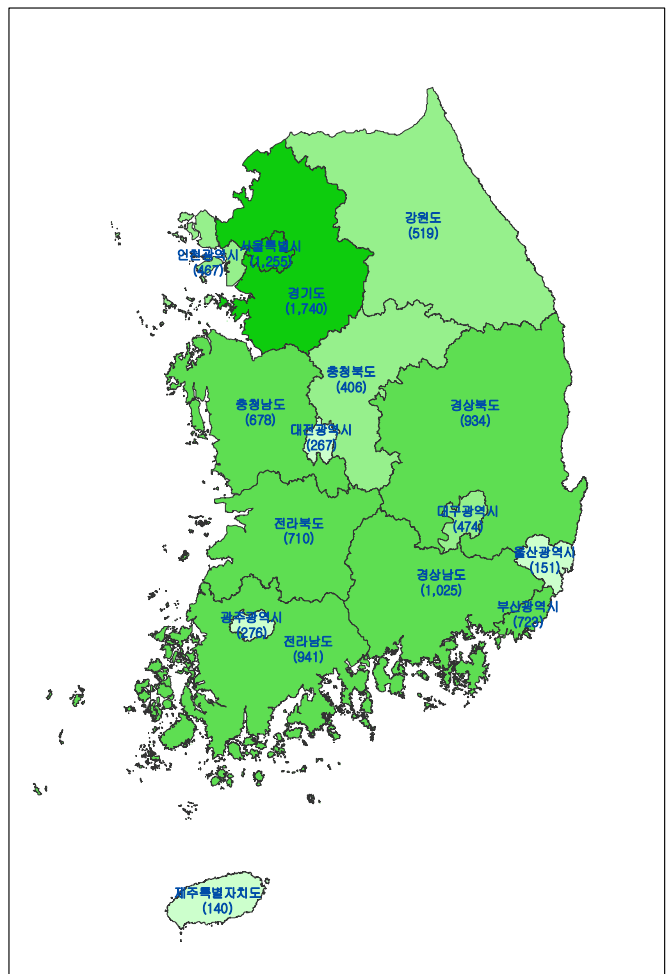 강원도
(519)
서울특별시
(1,255)
인천광역시
(467)
경기도
(1,740)
충청북도
(406)
충청남도
(678)
경상북도
(934)
대전광역시
(267)
대구광역시
(474)
전라북도
(710)
울산광역시
(151)
경상남도
(1,025)
부산광역시
(723)
광주광역시
(276)
전라남도
(941)
제주특별자치도
(140)